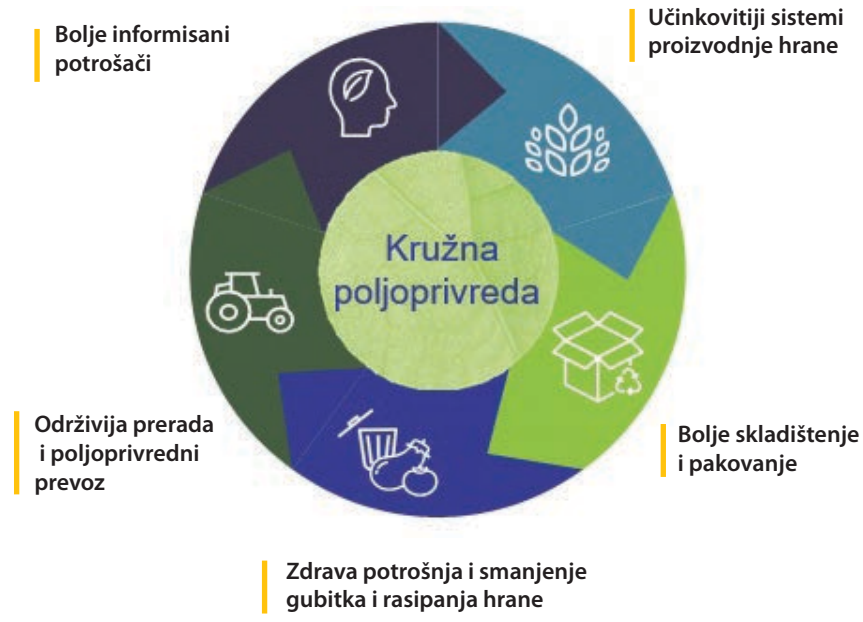 Bolje informisani
potrošači
Učinkovitiji sistemi
proizvodnje hrane
Kružna
poljoprivreda
Održivija prerada
i poljoprivredni
prevoz
Bolje skladištenje
i pakovanje
Zdrava potrošnja i smanjenje
gubitka i rasipanja hrane